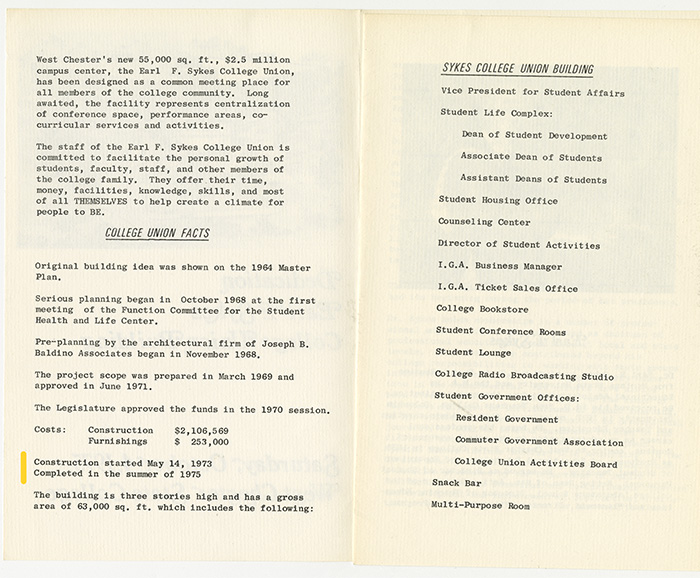 West Chester's new 55,000 sq. ft., $2.5 million
campus center, the Earl F. Sykes College Union,
has been designed as a common meeting place for
all members of the college community. Long
awaited, the facility represents centralization
of conference space, performance areas, co-
curricular services and activities.
The staff of the Earl F. Sykes College Union is
committed to facilitate the personal growth of
students, faculty, staff, and other members of
the college family. They offer their time,
money, facilities, knowledge, skills, and most
of all THEMSELVES to help create a climate for
people to BE.
COLLEGE UNION FACTS
Original building idea was shown on the 1964 Master
Plan.
Serious planning began in October 1968 at the first
meeting of the Function Committee for the Student
Health and Life Center.
Pre-planning by the architectural firm of Joseph B.
Baldino Associates began in November 1968.
The project scope was prepared in March 1969 and
approved in June 1971.
The Legislature approved the funds in the 1970 session.
Costs: Construction $2,106,569
Furnishings $ 253,000
Construction started May 14, 1973
Completed in the summer of 1975
The building is three stories high and has a gross
area of 63,000 sq. ft. which includes the following:
SYKES COLLEGE UNION BUILDING
Vice President for Student Affairs
Student Life Complex:
Dean of Student Development
Associate Dean of Students
Assistant Deans of Students
Student Housing Office
Counseling Center
Director of Student Activities
I.G.A. Business Manager
I.G.A. Ticket Sales Office
College Bookstore
Student Conference Rooms
Student Lounge
College Radio Broadcasting Studio
Student Government Offices:
Resident Government
Commuter Government Association
College Union Activities Board
Snack Bar
Multi-Purpose Room